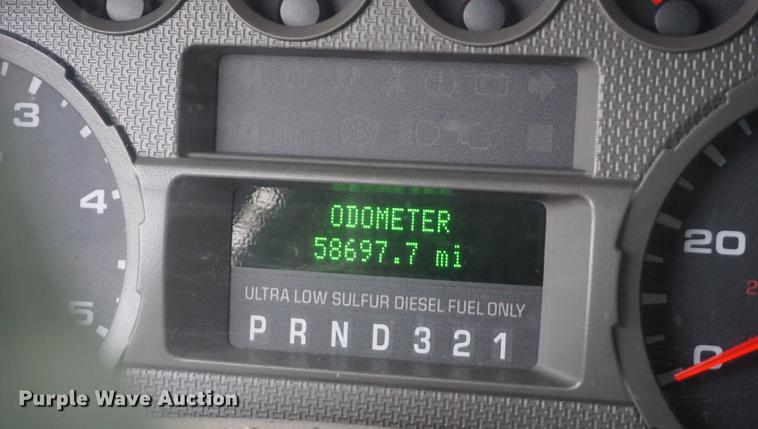 3
4
5
ODOMETER
58697.7 mi
ULTRA LOW SULFUR DIESEL FUEL ONLY
P R N D 3 2 1
20
0
Purple Wave Auction